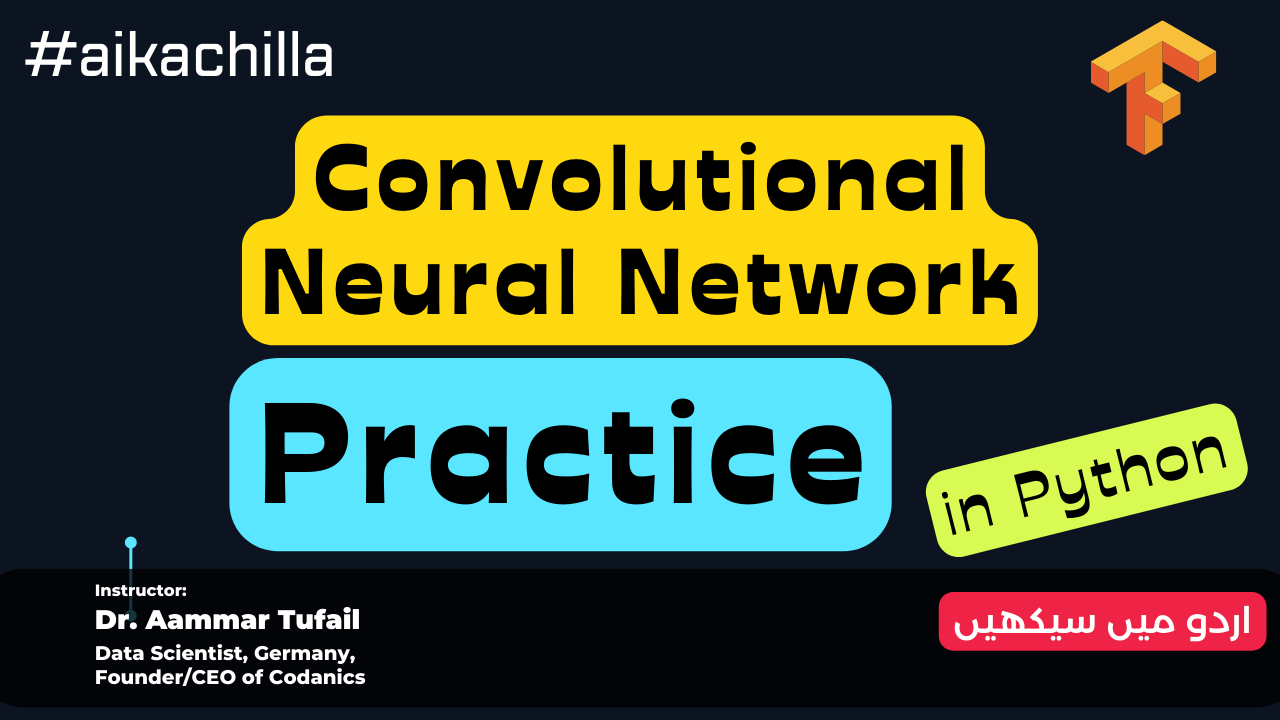 #aikachilla
Convolutional
Neural Network
Practice
in Python
Instructor:
Dr. Aammar Tufail
Data Scientist, Germany,
Founder/CEO of Codanics
اردو میں سیکھیں